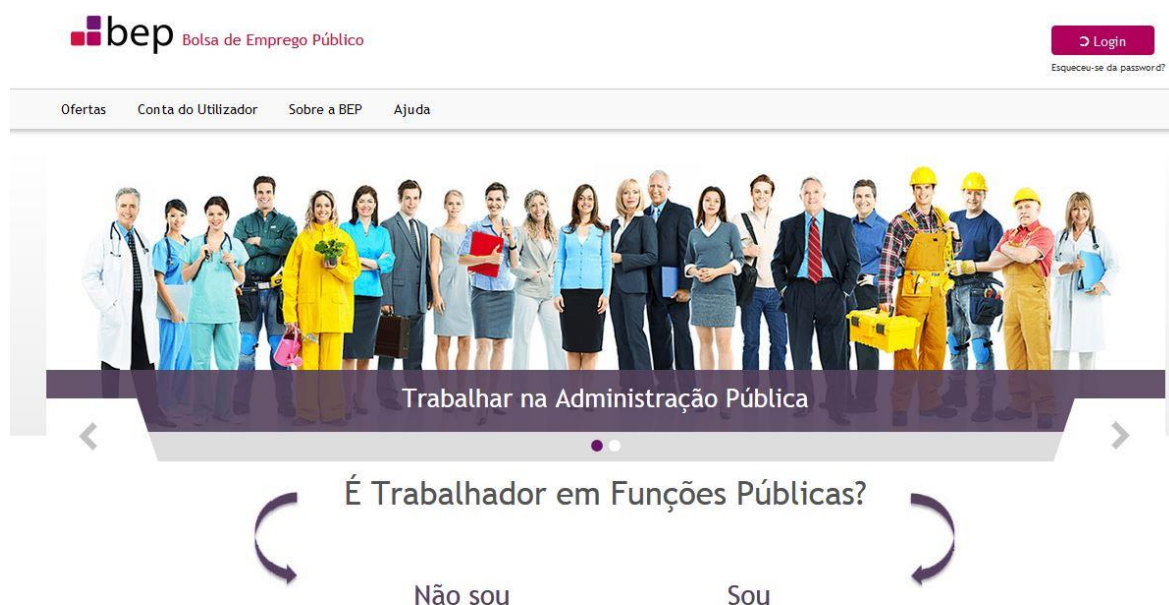 bep Bolsa de Emprego Público
Login
Esqueceu-se da password?
Ofertas Conta do Utilizador Sobre a BEP Ajuda
Trabalhar na Administração Pública
É Trabalhador em Funções Públicas?
Não sou Sou